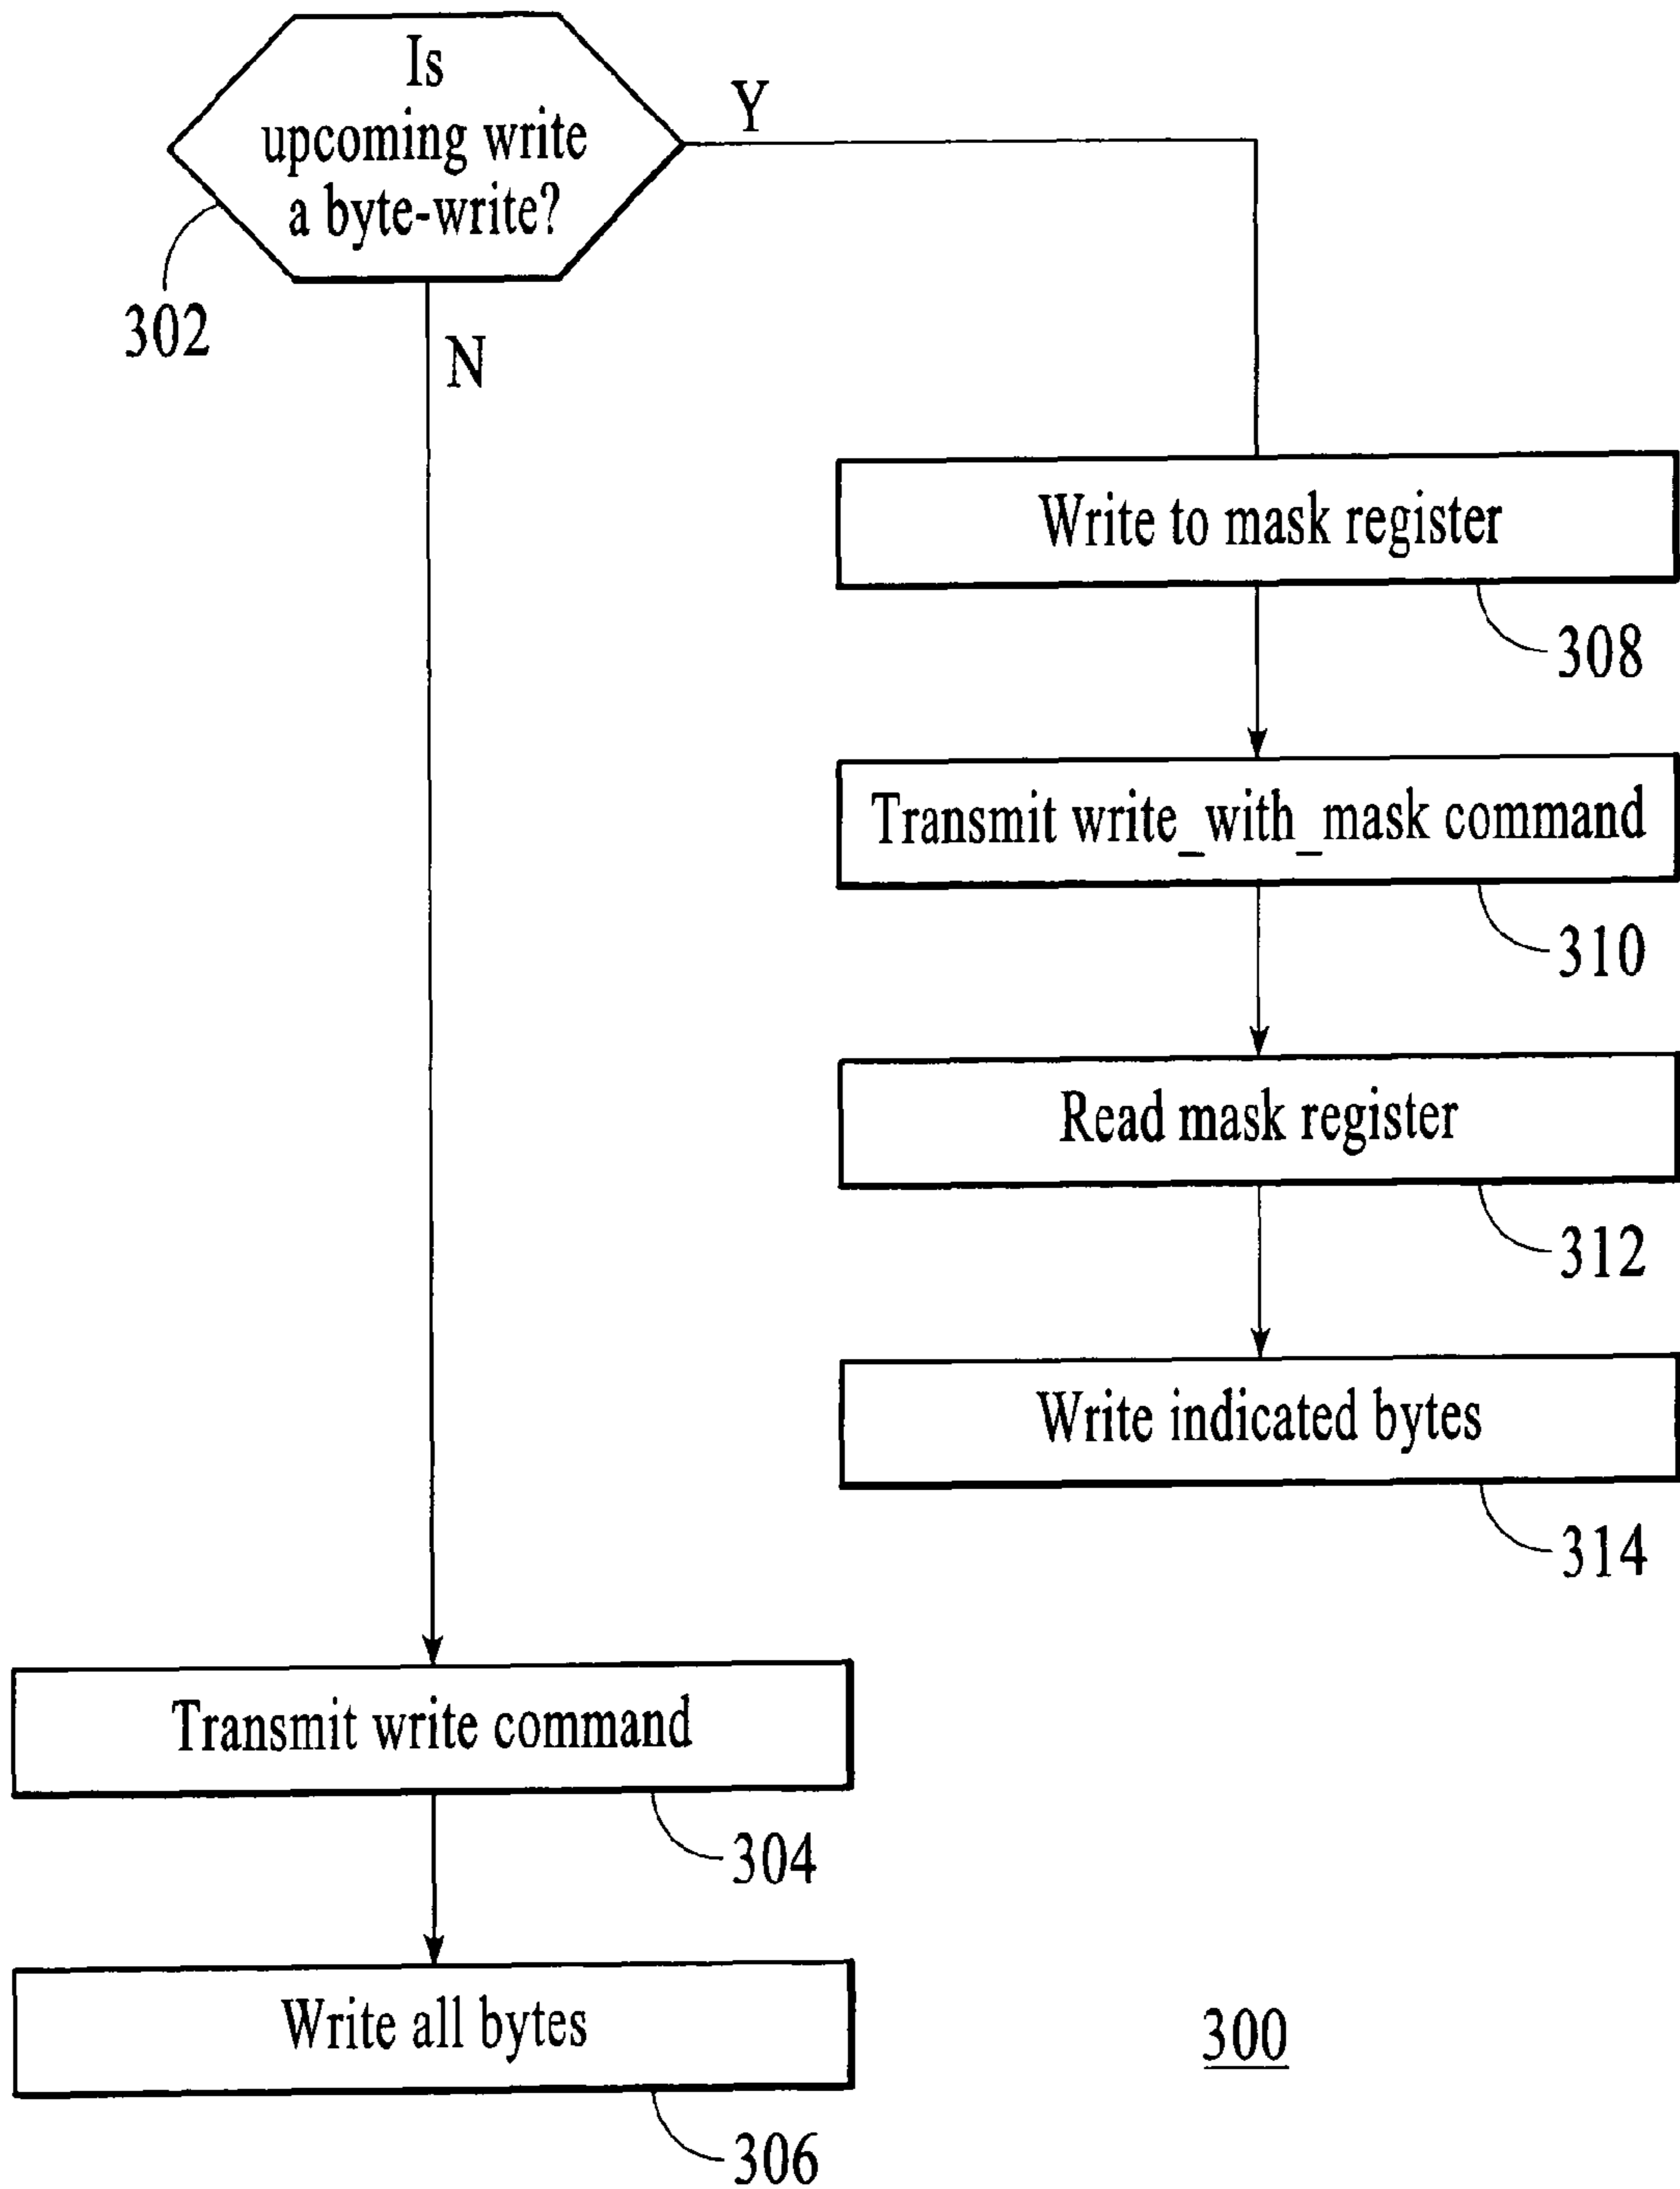 Is
upcoming write
a byte-write?
Y
302
N
Write to mask register
308
Transmit write_with_mask command
310
Read mask register
312
Write indicated bytes
314
Transmit write command
304
Write all bytes
300
306